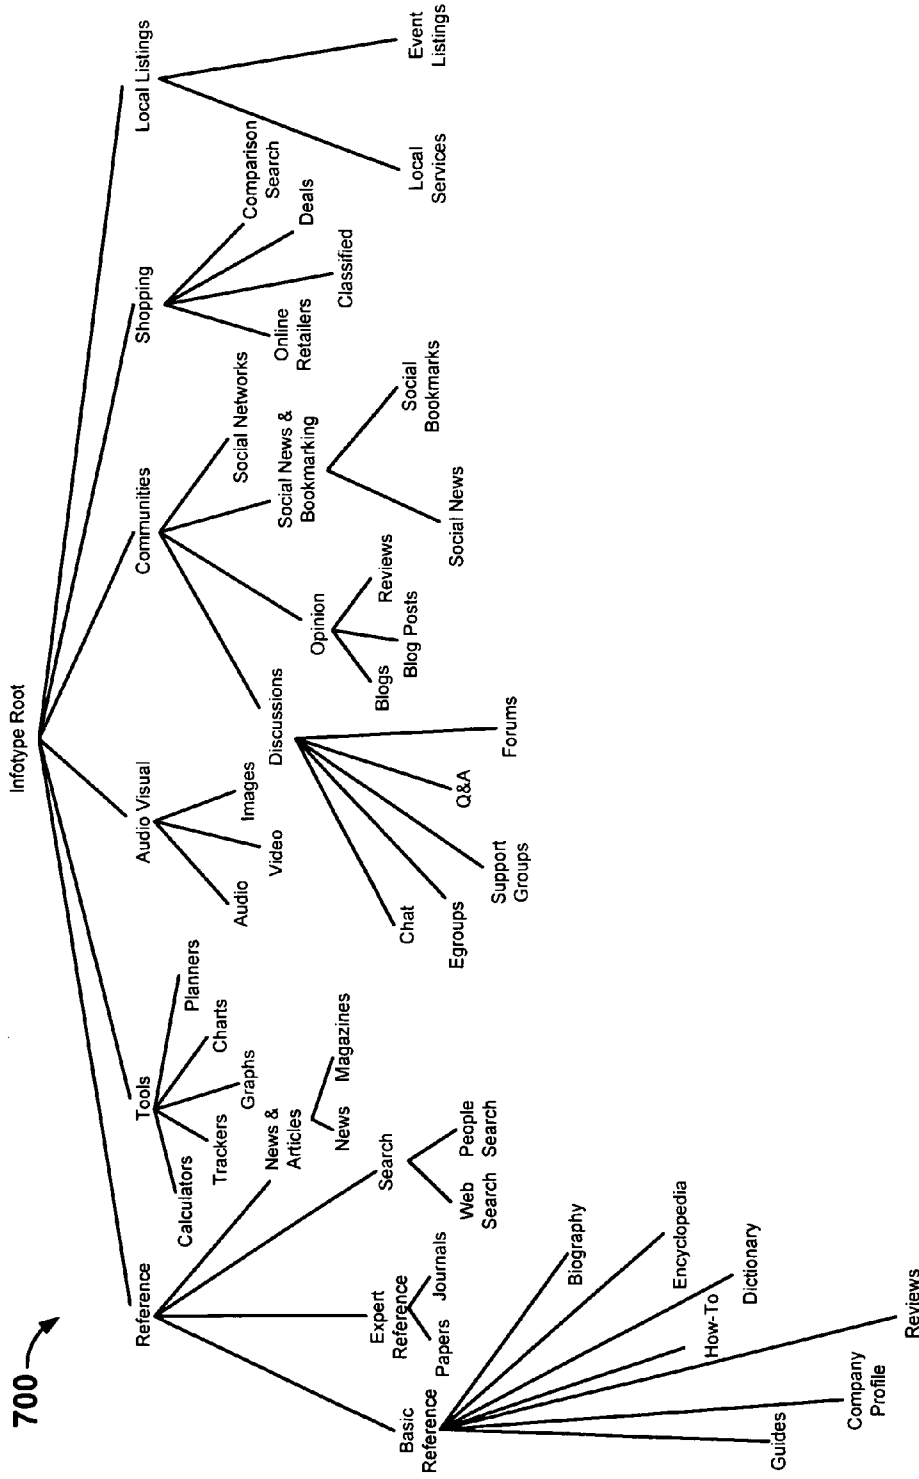 700
Infotype Root
Reference
Tools
Audio Visual
Communities
Shopping
Local Listings
Basic
Reference
Expert
Reference
Search
News &
Articles
Guides
Company
Profile
Reviews
How-To
Dictionary
Encyclopedia
Biography
Papers
Journals
Web
Search
People
Search
News
Magazines
Calculators
Trackers
Graphs
Charts
Planners
Audio
Video
Images
Discussions
Opinion
Social News &
Bookmarking
Social Networks
Chat
Egroups
Support
Groups
Q&A
Forums
Blogs
Blog Posts
Reviews
Social News
Social
Bookmarks
Online
Retailers
Classified
Deals
Comparison
Search
Local
Services
Event
Listings